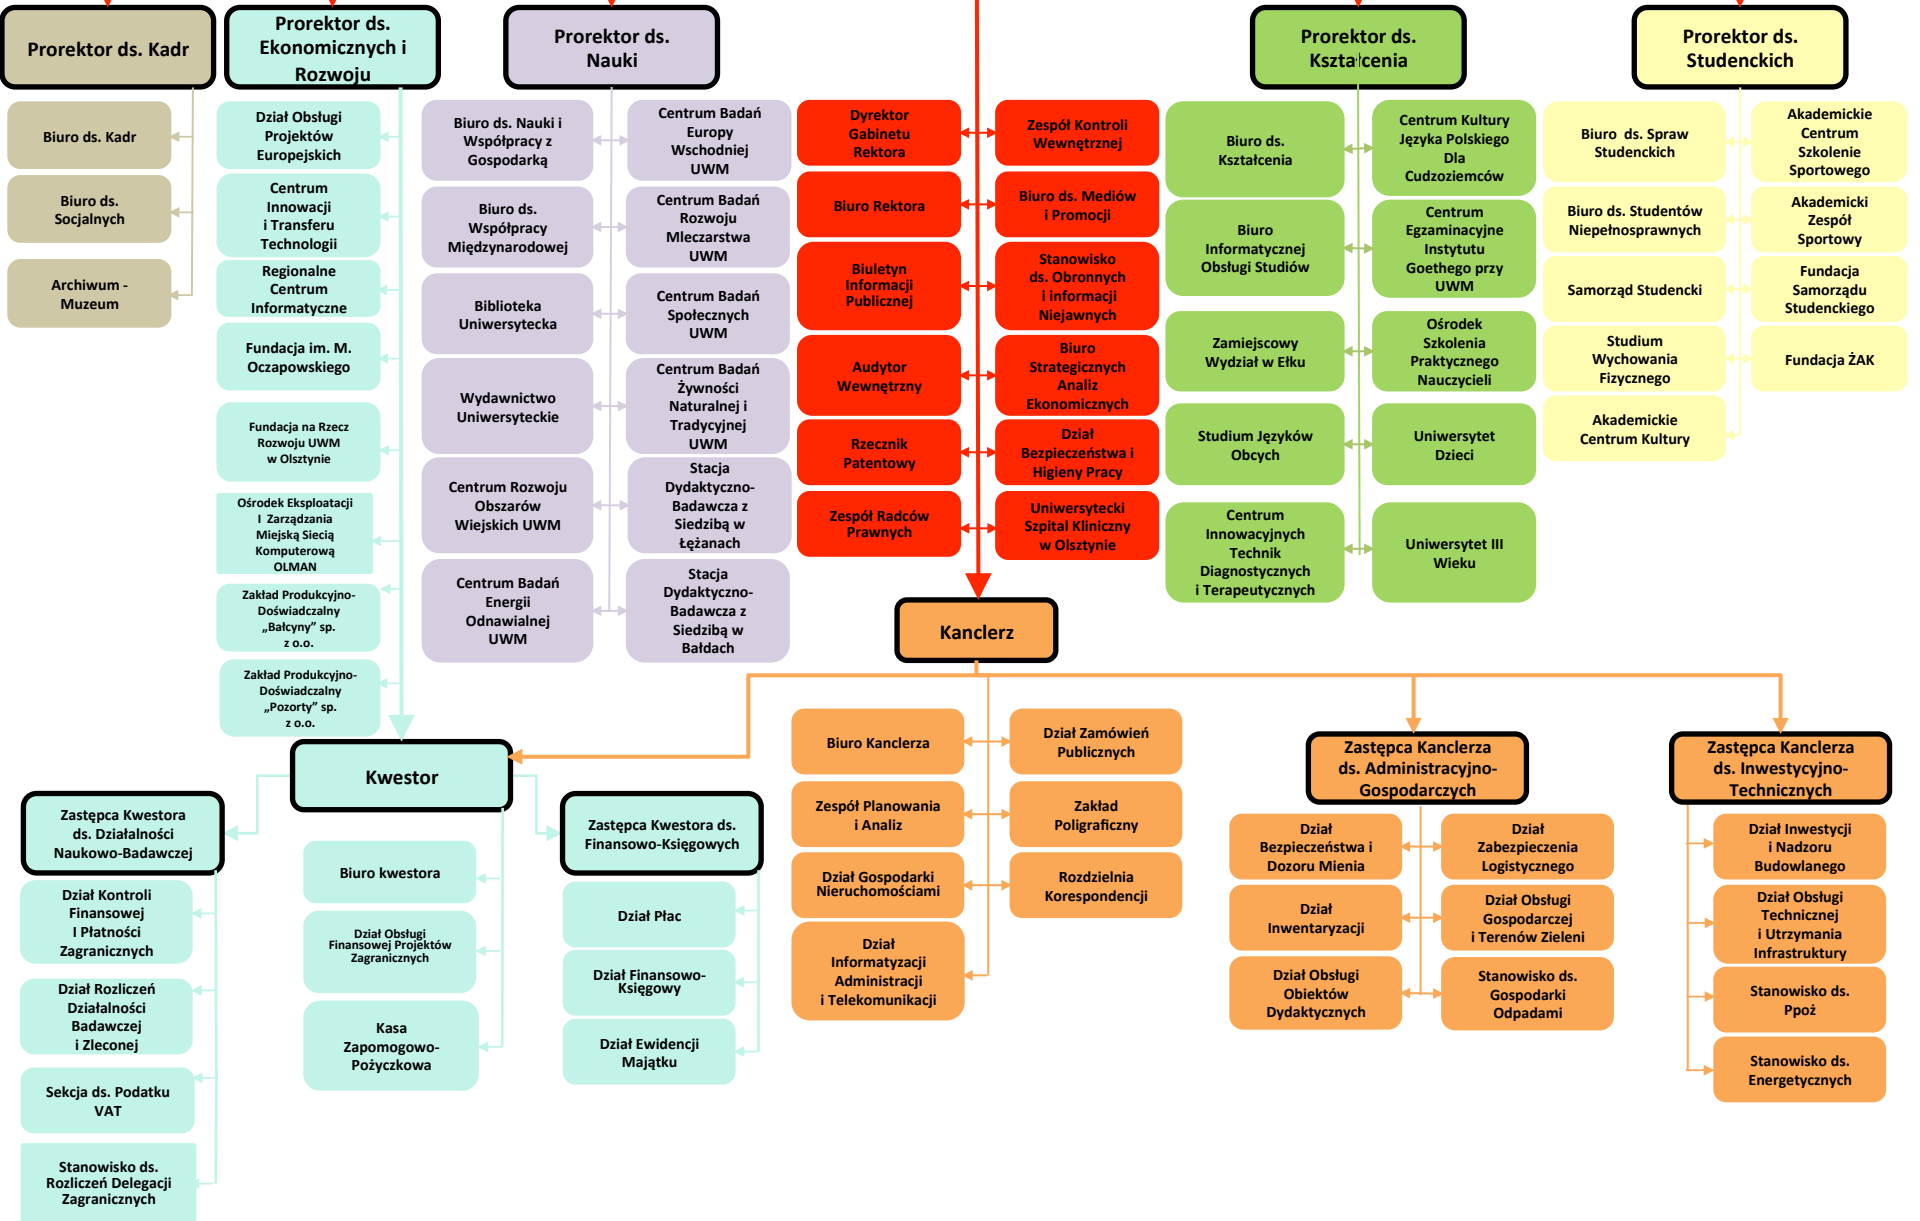 Prorektor ds. Kadr
Biuro ds. Kadr
Biuro ds.
Socjalnych
Archiwum -
Muzeum
Prorektor ds.
Ekonomicznych i
Rozwoju
Dział Obsługi
Projektów
Europejskich
Centrum
Innowacji
i Transferu
Technologii
Regionalne
Centrum
Informatyczne
Fundacja im. M.
Oczapowskiego
Fundacja na Rzecz
Rozwoju UWM
w Olsztynie
Ośrodek Eksploatacji
I  Zarządzania
Miejską Siecią
Komputerową
OLMAN
Zakład Produkcyjno-
Doświadczalny
„Bałcyny” sp.
z o.o.
Zakład Produkcyjno-
Doświadczalny
„Pozorty” sp.
z o.o.
Prorektor ds.
Nauki
Biuro ds. Nauki i
Współpracy z
Gospodarką
Centrum Badań
Europy
Wschodniej
UWM
Biuro ds.
Współpracy
Międzynarodowej
Centrum Badań
Rozwoju
Mleczarstwa
UWM
Biblioteka
Uniwersytecka
Centrum Badań
Społecznych
UWM
Wydawnictwo
Uniwersyteckie
Centrum Badań
Żywności
Naturalnej i
Tradycyjnej
UWM
Centrum Rozwoju
Obszarów
Wiejskich UWM
Stacja
Dydaktyczno-
Badawcza z
Siedzibą w
Łężanach
Centrum Badań
Energii
Odnawialnej
UWM
Stacja
Dydaktyczno-
Badawcza z
Siedzibą w
Bałdach
Dyrektor
Gabinetu
Rektora
Zespół Kontroli
Wewnętrznej
Biuro Rektora
Biuro ds. Mediów
i Promocji
Biuletyn
Informacji
Publicznej
Stanowisko
ds. Obronnych
i informacji
Niejawnych
Audytor
Wewnętrzny
Biuro
Strategicznych
Analiz
Ekonomicznych
Rzecznik
Patentowy
Dział
Bezpieczeństwa i
Higieny Pracy
Zespół Radców
Prawnych
Uniwersytecki
Szpital Kliniczny
w Olsztynie
Prorektor ds.
Kształcenia
Biuro ds.
Kształcenia
Centrum Kultury
Języka Polskiego
Dla
Cudzoziemców
Biuro
Informatycznej
Obsługi Studiów
Centrum
Egzaminacyjne
Instytutu
Goethego przy
UWM
Zamiejscowy
Wydział w Ełku
Ośrodek
Szkolenia
Praktycznego
Nauczycieli
Studium Języków
Obcych
Uniwersytet
Dzieci
Centrum
Innowacyjnych
Technik
Diagnostycznych
i Terapeutycznych
Uniwersytet III
Wieku
Prorektor ds.
Studenckich
Biuro  ds. Spraw
Studenckich
Akademickie
Centrum
Szkolenie
Sportowego
Biuro ds. Studentów
Niepełnosprawnych
Akademicki
Zespół
Sportowy
Samorząd Studencki
Fundacja
Samorządu
Studenckiego
Studium
Wychowania
Fizycznego
Fundacja ŻAK
Akademickie
Centrum Kultury
Kanclerz
Kwestor
Zastępca Kwestora
ds. Działalności
Naukowo-Badawczej
Dział Kontroli
Finansowej
I Płatności
Zagranicznych
Dział Rozliczeń
Działalności
Badawczej
i Zleconej
Sekcja ds. Podatku
VAT
Stanowisko ds.
Rozliczeń Delegacji
Zagranicznych
Biuro kwestora
Dział Obsługi
Finansowej Projektów
Zagranicznych
Kasa
Zapomogowo-
Pożyczkowa
Zastępca Kwestora ds.
Finansowo-Księgowych
Dział Płac
Dział Finansowo-
Księgowy
Dział Ewidencji
Majątku
Biuro Kanclerza
Dział Zamówień
Publicznych
Zespół Planowania
i Analiz
Zakład
Poligraficzny
Dział Gospodarki
Nieruchomościami
Rozdzielnia
Korespondencji
Dział
Informatyzacji
Administracji
i Telekomunikacji
Zastępca Kanclerza
ds. Administracyjno-
Gospodarczych
Dział
Bezpieczeństwa i
Dozoru Mienia
Dział
Zabezpieczenia
Logistycznego
Dział
Inwentaryzacji
Dział Obsługi
Gospodarczej
i Terenów Zieleni
Dział Obsługi
Obiektów
Dydaktycznych
Stanowisko ds.
Gospodarki
Odpadami
Zastępca Kanclerza
ds. Inwestycyjno-
Technicznych
Dział Inwestycji
i Nadzoru
Budowlanego
Dział Obsługi
Technicznej
i Utrzymania
Infrastruktury
Stanowisko ds.
Ppoż
Stanowisko ds.
Energetycznych